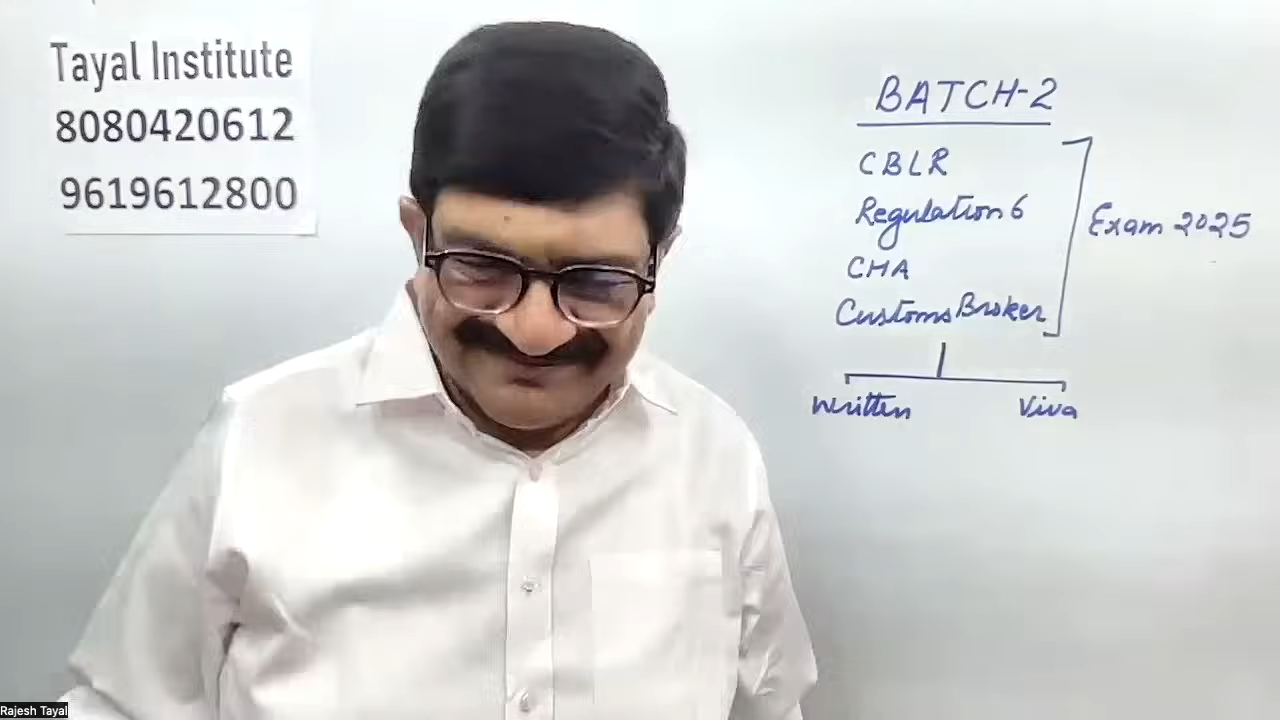 Tayal Institute
8080420612
9619612800
BATCH-2
CBLR
Regulation 6
CHA
Customs Broker
Exam 2025
Written
Viva
Rajesh Tayal